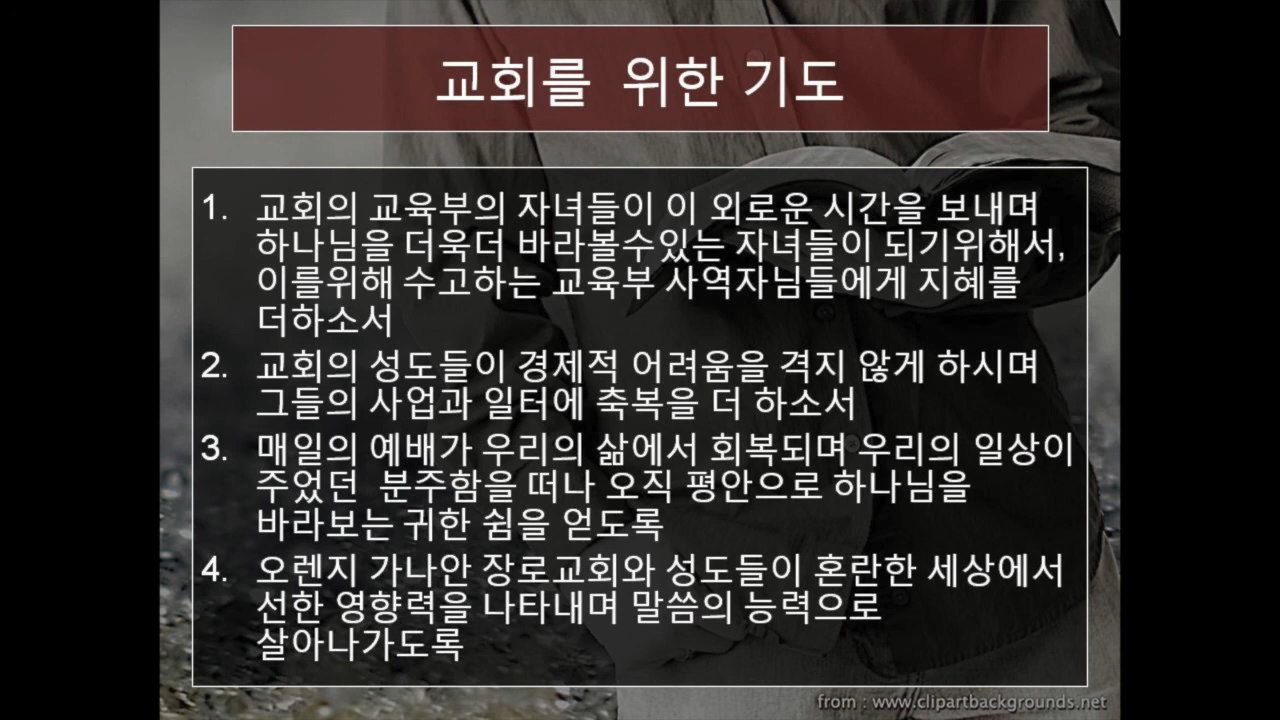 교회를 위한 기도
1. 교회의 교육부의 자녀들이 이 외로운 시간을 보내며
하나님을 더욱더 바라볼수있는 자녀들이 되기위해서,
이를위해 수고하는 교육부 사역자님들에게 지혜를
더하소서
2. 교회의 성도들이 경제적 어려움을 격지 않게 하시며
그들의 사업과 일터에 축복을 더 하소서
3. 매일의 예배가 우리의 삶에서 회복되며 우리의 일상이
주었던 분주함을 떠나 오직 평안으로 하나님을
바라보는 귀한 쉼을 얻도록
4. 오렌지 가나안 장로교회와 성도들이 혼란한 세상에서
선한 영향력을 나타내며 말씀의 능력으로
살아나가도록
from : www.clipartbackgrounds.net